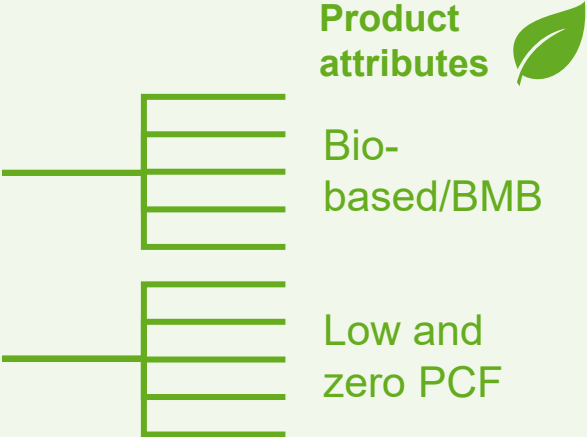 Product
attributes
Bio-
based/BMB
Low and
zero PCF